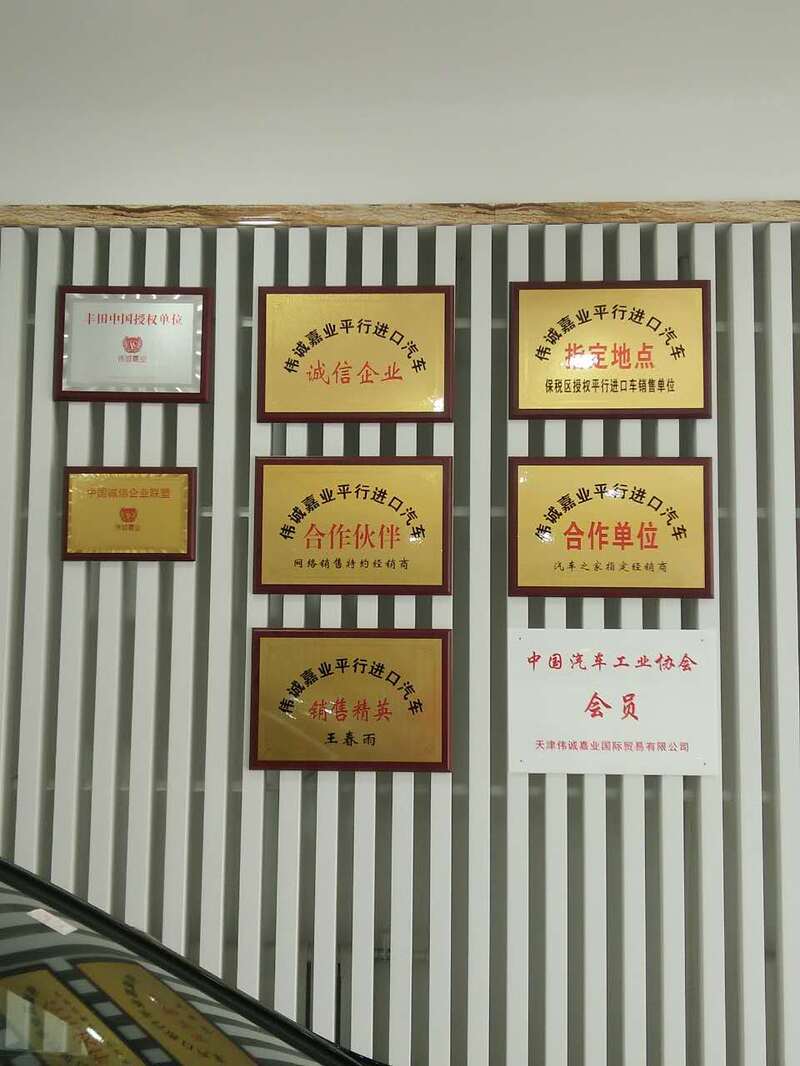 丰田中国授权单位
伟诚嘉业
中国诚信企业联盟
伟诚嘉业
伟诚嘉业平行进口汽车
诚信企业
伟诚嘉业平行进口汽车
合作伙伴
网络销售特约经销商
伟诚嘉业平行进口汽车
销售精英
王春雨
伟诚嘉业平行进口汽车
指定地点
保税区授权平行进口车销售单位
伟诚嘉业平行进口汽车
合作单位
汽车之家指定经销商
中国汽车工业协会
会员
天津伟诚嘉业国际贸易有限公司